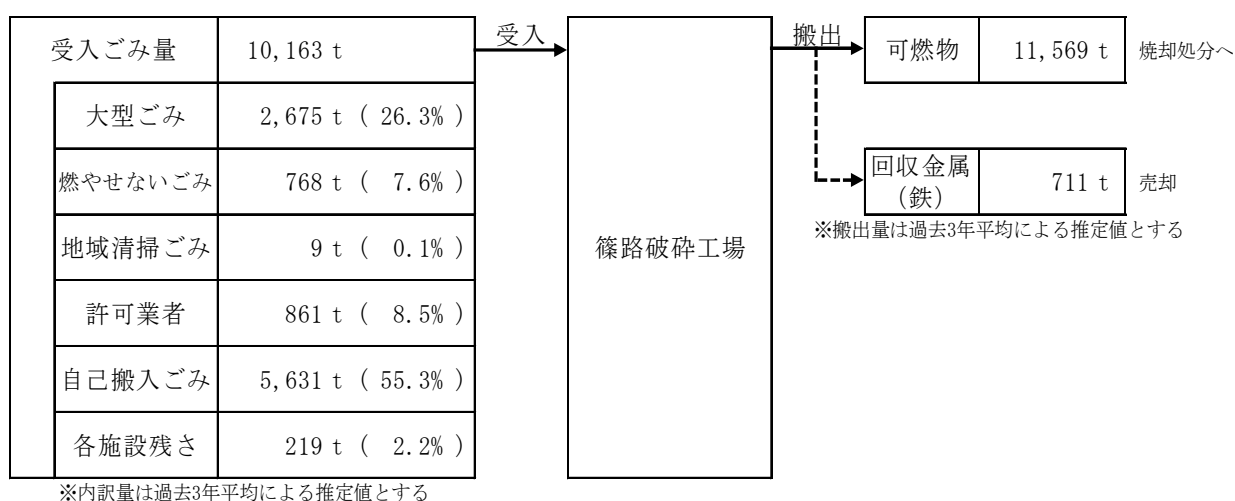 受入ごみ量 10,163 t
大型ごみ 2,675 t ( 26.3% )
燃やせないごみ 768 t ( 7.6% )
地域清掃ごみ 9 t ( 0.1% )
許可業者 861 t ( 8.5% )
自己搬入ごみ 5,631 t ( 55.3% )
各施設残さ 219 t ( 2.2% )
※内訳量は過去3年平均による推定値とする
受入
篠路破砕工場
搬出
可燃物 11,569 t 焼却処分へ
回収金属
(鉄)
711 t 売却
※搬出量は過去3年平均による推定値とする